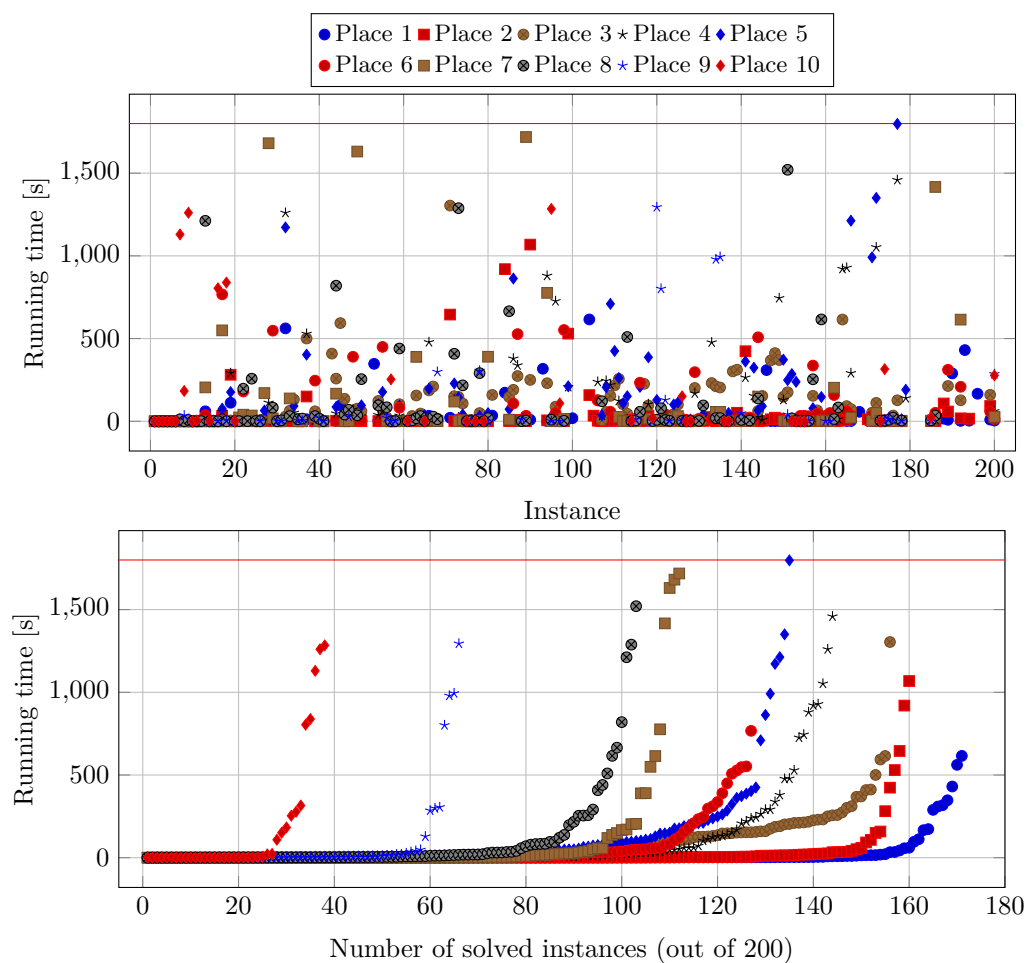 Place 1 Place 2 Place 3 Place 4 Place 5
Place 6 Place 7 Place 8 Place 9 Place 10
1,500
1,000
500
0
Running time [s]
0 20 40 60 80 100 120 140 160 180 200
Instance
1,500
1,000
500
0
Running time [s]
0 20 40 60 80 100 120 140 160 180
Number of solved instances (out of 200)